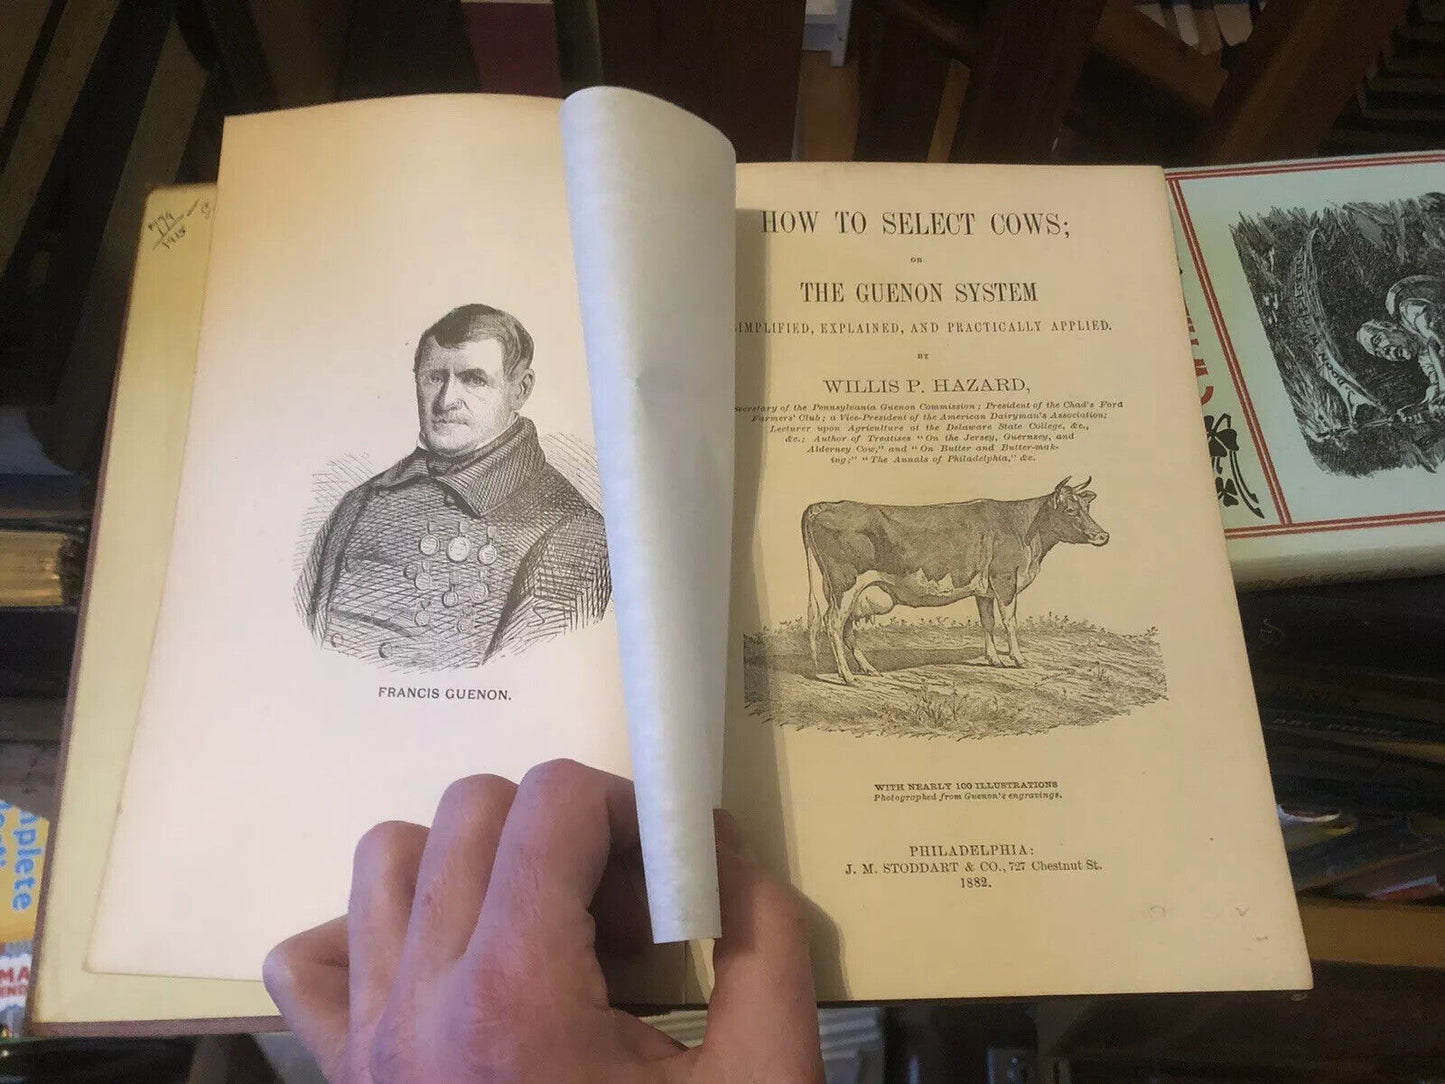 FRANCIS GUENON.
HOW TO SELECT COWS;
OR
THE GUENON SYSTEM
SIMPLIFIED, EXPLAINED, AND PRACTICALLY APPLIED.
BY
WILLIS P. HAZARD,
Secretary of the Pennsylvania Guenon Commission; President of the Chad's Ford
Farmers' Club; a Vice-President of the American Dairyman's Association;
Lecturer upon Agriculture at the Delaware State College, &c.,
&c.; Author of Treatises "On the Jersey, Guernsey, and
Alderney Cow," and "On Butter and Butter-mak-
ing;" "The Annals of Philadelphia," &c.
WITH NEARLY 100 ILLUSTRATIONS
Photographed from Guenon's engravings.
PHILADELPHIA:
J. M. STODDART & CO., 727 Chestnut St.
1882.
mplete
MA